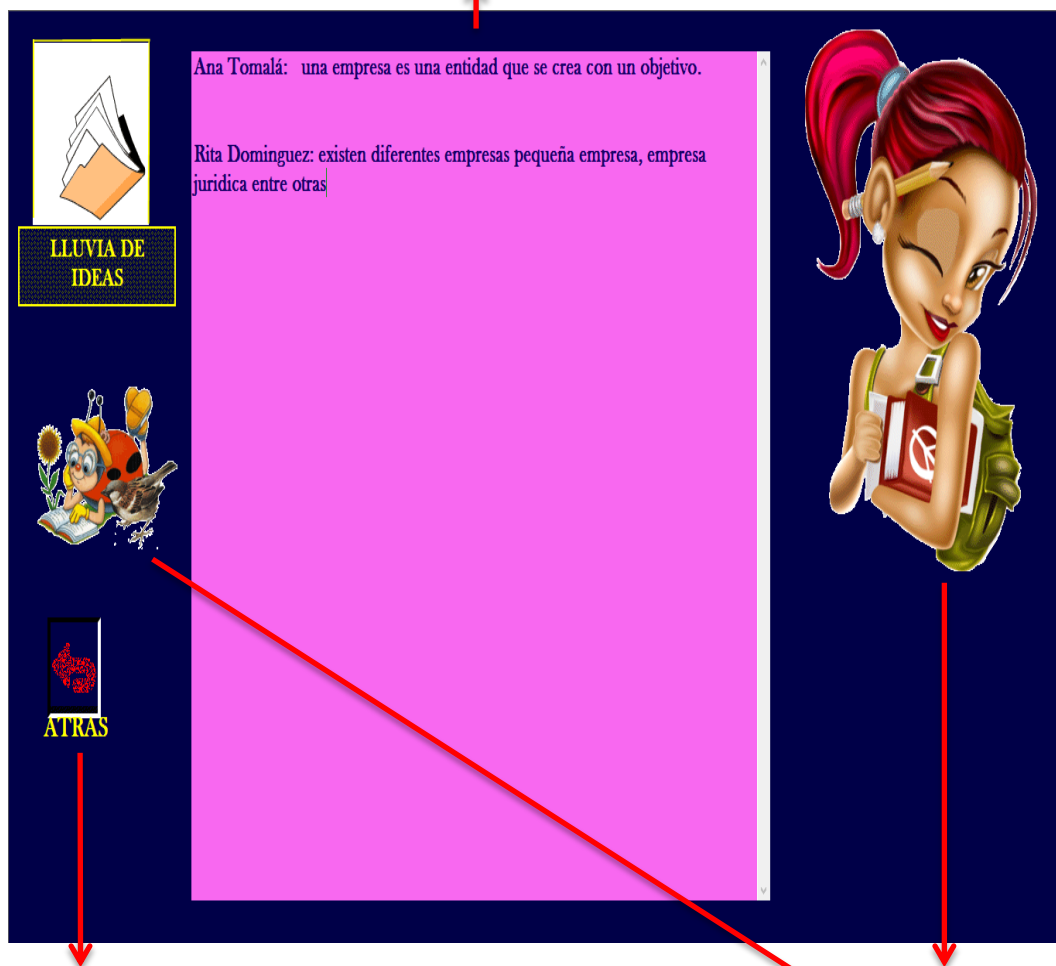 Ana Tomalá: una empresa es una entidad que se crea con un objetivo.
Rita Dominguez: existen diferentes empresas pequeña empresa, empresa
juridica entre otras
LLUVIA DE
IDEAS
ATRAS